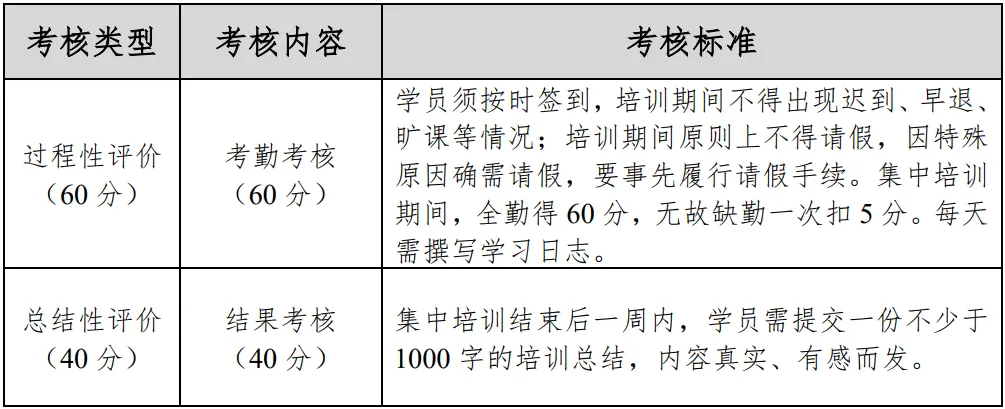 考核类型 考核内容 考核标准
过程性评价
（60 分）
考勤考核
（60 分）
学员须按时签到，培训期间不得出现迟到、早退、
旷课等情况；培训期间原则上不得请假，因特殊
原因确需请假，要事先履行请假手续。集中培训
期间，全勤得 60 分，无故缺勤一次扣 5 分。每天
需撰写学习日志。
总结性评价
（40 分）
结果考核
（40 分）
集中培训结束后一周内，学员需提交一份不少于
1000 字的培训总结，内容真实、有感而发。